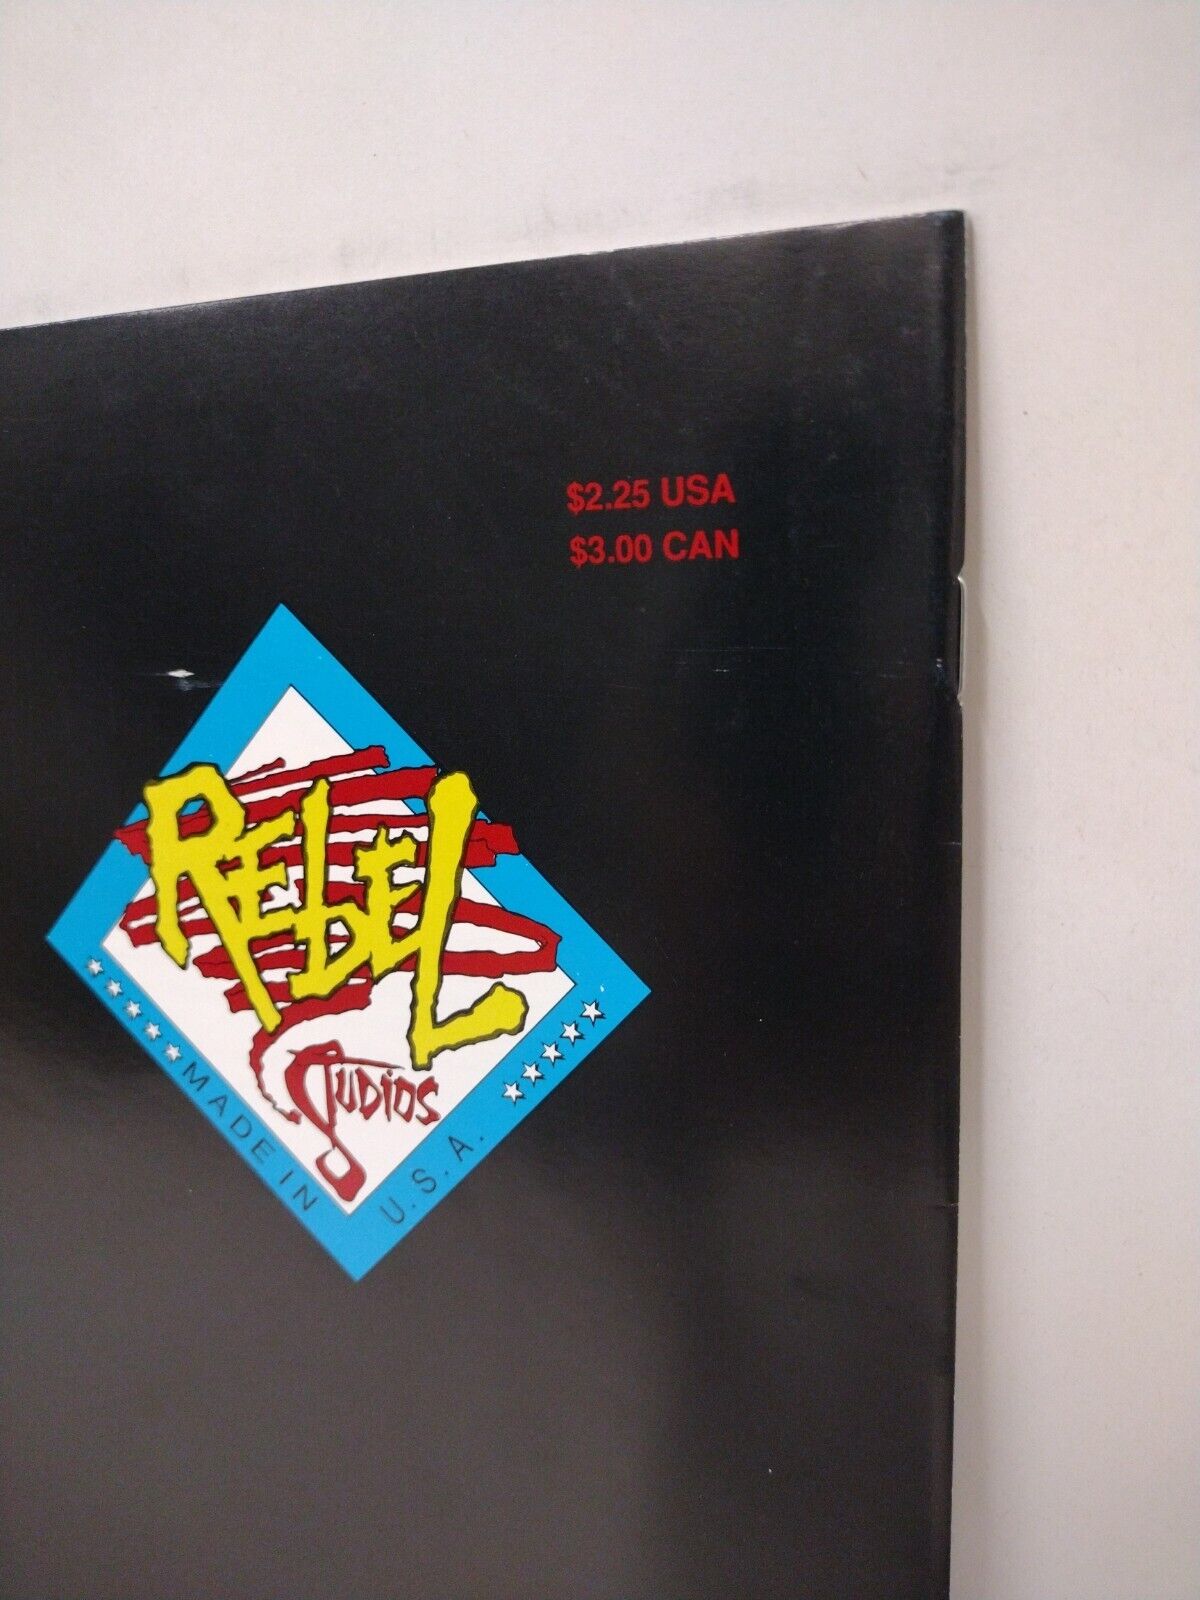 $2.25 USA
$3.00 CAN
REBEL
STUDIOS
MADE IN
U.S.A.